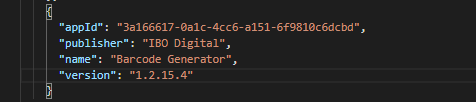 {
"appId": "3a166617-0a1c-4cc6-a151-6f9810c6dcbd",
"publisher": "IBO Digital",
"name": "Barcode Generator",
"version": "1.2.15.4"
}